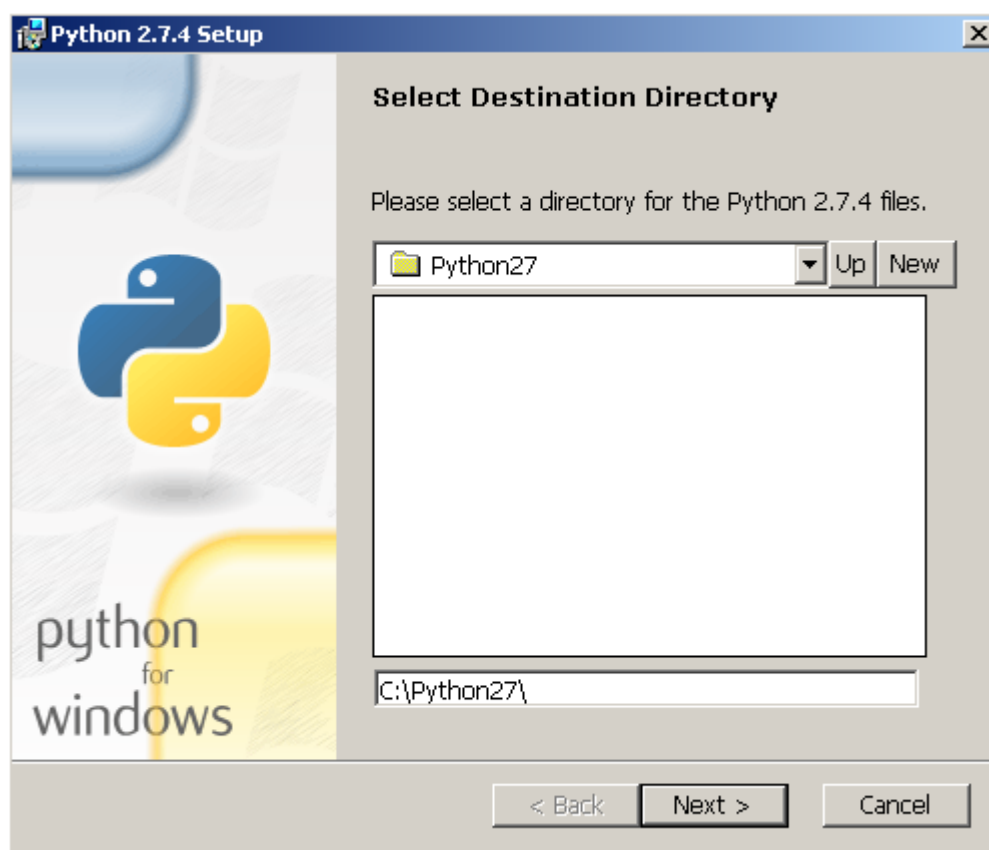 Python 2.7.4 Setup
Select Destination Directory
Please select a directory for the Python 2.7.4 files.
Python27
Up
New
C:\Python27\
python
for
windows
< Back
Next >
Cancel